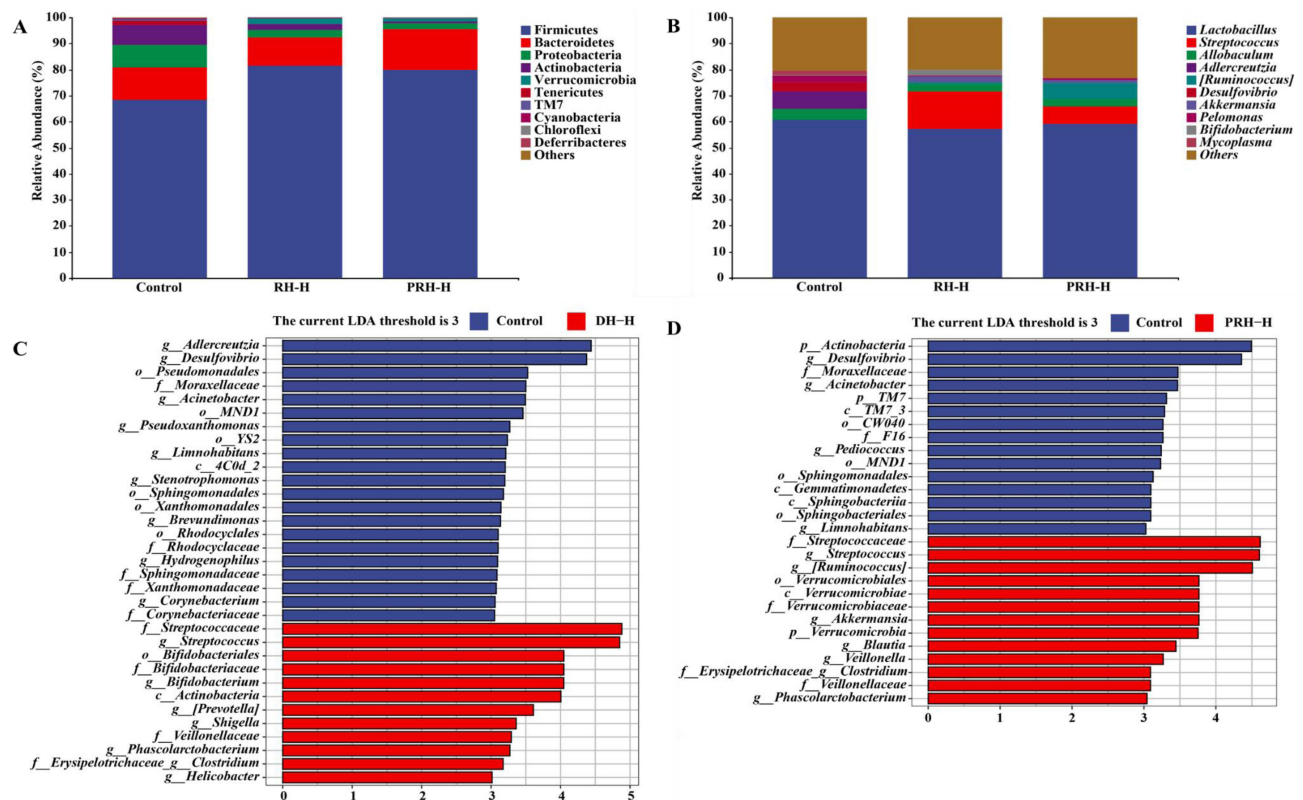 A
Relative Abundance (%)
100
90
80
70
60
50
40
30
20
10
0
Control
RH-H
PRH-H
Firmicutes
Bacteroidetes
Proteobacteria
Actinobacteria
Verrucomicrobia
Tenericutes
TM7
Cyanobacteria
Chloroflexi
Deferribacteres
Others
B
Relative Abundance (%)
100
90
80
70
60
50
40
30
20
10
0
Control
RH-H
PRH-H
Lactobacillus
Streptococcus
Allobaculum
Adlercreutzia
[Ruminococcus]
Desulfovibrio
Akkermansia
Pelomonas
Bifidobacterium
Mycoplasma
Others
C
The current LDA threshold is 3 Control DH−H
g__Adlercreutzia
g__Desulfovibrio
o__Pseudomonadales
f__Moraxellaceae
g__Acinetobacter
o__MND1
g__Pseudoxanthomonas
o__YS2
g__Limnohabitans
c__4C0d_2
g__Stenotrophomonas
o__Sphingomonadales
o__Xanthomonadales
g__Brevundimonas
o__Rhodocyclales
f__Rhodocyclaceae
g__Hydrogenophilus
f__Sphingomonadaceae
f__Xanthomonadaceae
g__Corynebacterium
f__Corynebacteriaceae
f__Streptococcaceae
g__Streptococcus
o__Bifidobacteriales
f__Bifidobacteriaceae
g__Bifidobacterium
c__Actinobacteria
g__[Prevotella]
g__Shigella
f__Veillonellaceae
g__Phascolarctobacterium
f__Erysipelotrichaceae_g__Clostridium
g__Helicobacter
0 1 2 3 4 5
D
The current LDA threshold is 3 Control PRH−H
p__Actinobacteria
g__Desulfovibrio
f__Moraxellaceae
g__Acinetobacter
p__TM7
c__TM7_3
o__CW040
f__F16
g__Pediococcus
o__MND1
o__Sphingomonadales
c__Gemmatimonadetes
c__Sphingobacteriia
o__Sphingobacteriales
g__Limnohabitans
f__Streptococcaceae
g__Streptococcus
g__[Ruminococcus]
o__Verrucomicrobiales
c__Verrucomicrobiae
f__Verrucomicrobiaceae
g__Akkermansia
p__Verrucomicrobia
g__Blautia
g__Veillonella
f__Erysipelotrichaceae_g__Clostridium
f__Veillonellaceae
g__Phascolarctobacterium
0 1 2 3 4